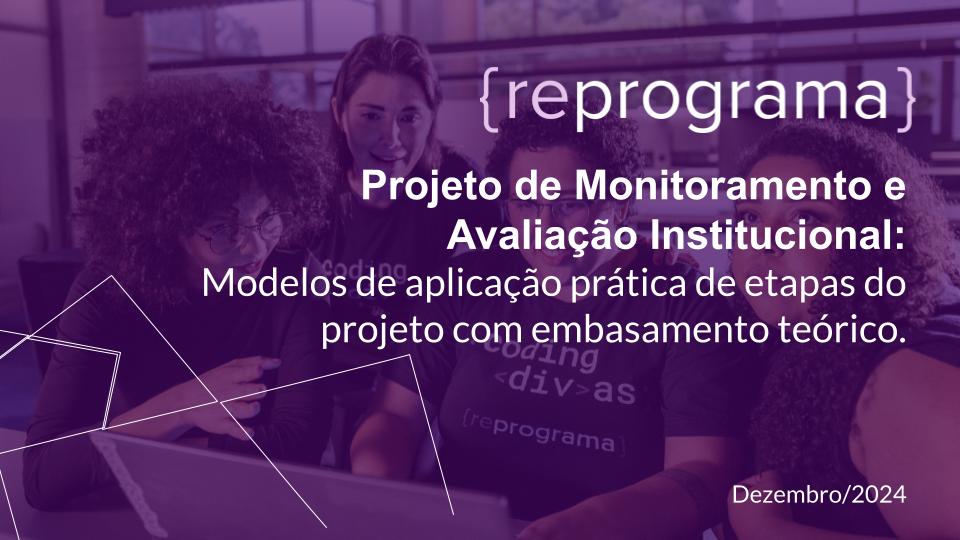 {reprograma}
Projeto de Monitoramento e
Avaliação Institucional:
Modelos de aplicação prática de etapas do
projeto com embasamento teórico.
coding
coding
<div>as
{reprograma}
Dezembro/2024